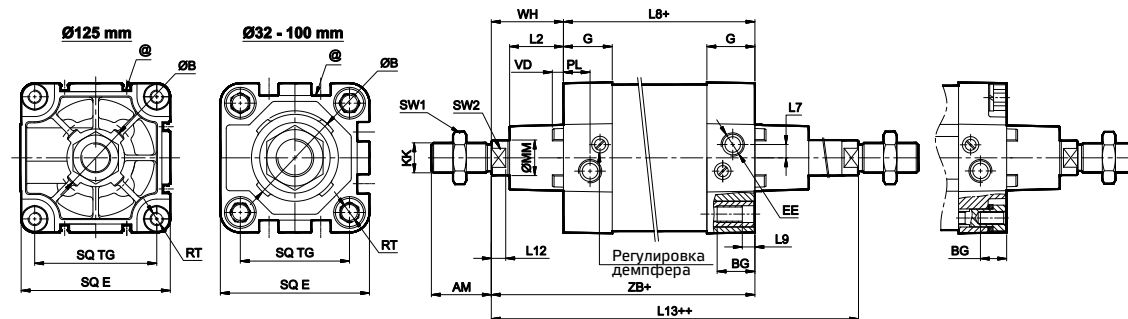 Ø125 mm
@
ØB
RT
SQ TG
SQ E
Ø32 - 100 mm
@
ØB
RT
SQ TG
SQ E
WH
L8+
L2
G
G
VD
PL
SW1
SW2
KK
ØMM
L7
EE
L12
Регулировка
демпфера
L9
BG
AM
ZB+
L13++
BG